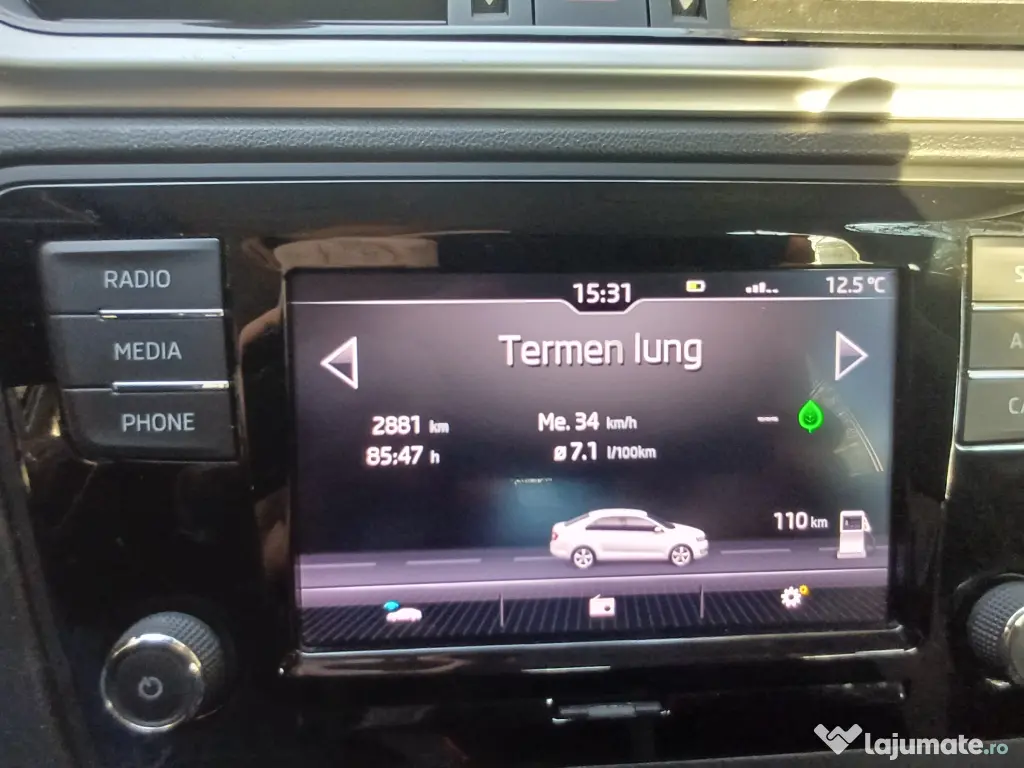 RADIO
MEDIA
PHONE
15:31
12.5 °C
Termen lung
2881 km
85:47 h
Me. 34 km/h
ø 7.1 l/100km
110 km
S
A
CA
lajumate.ro